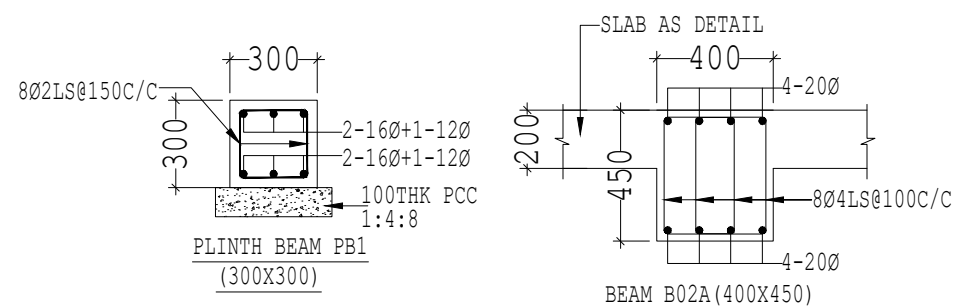 300
8Ø2LS@150C/C
300
2-16Ø+1-12Ø
2-16Ø+1-12Ø
100THK PCC
1:4:8
PLINTH BEAM PB1
(300X300)
SLAB AS DETAIL
400
4-20Ø
200
450
8Ø4LS@100C/C
4-20Ø
BEAM B02A(400X450)